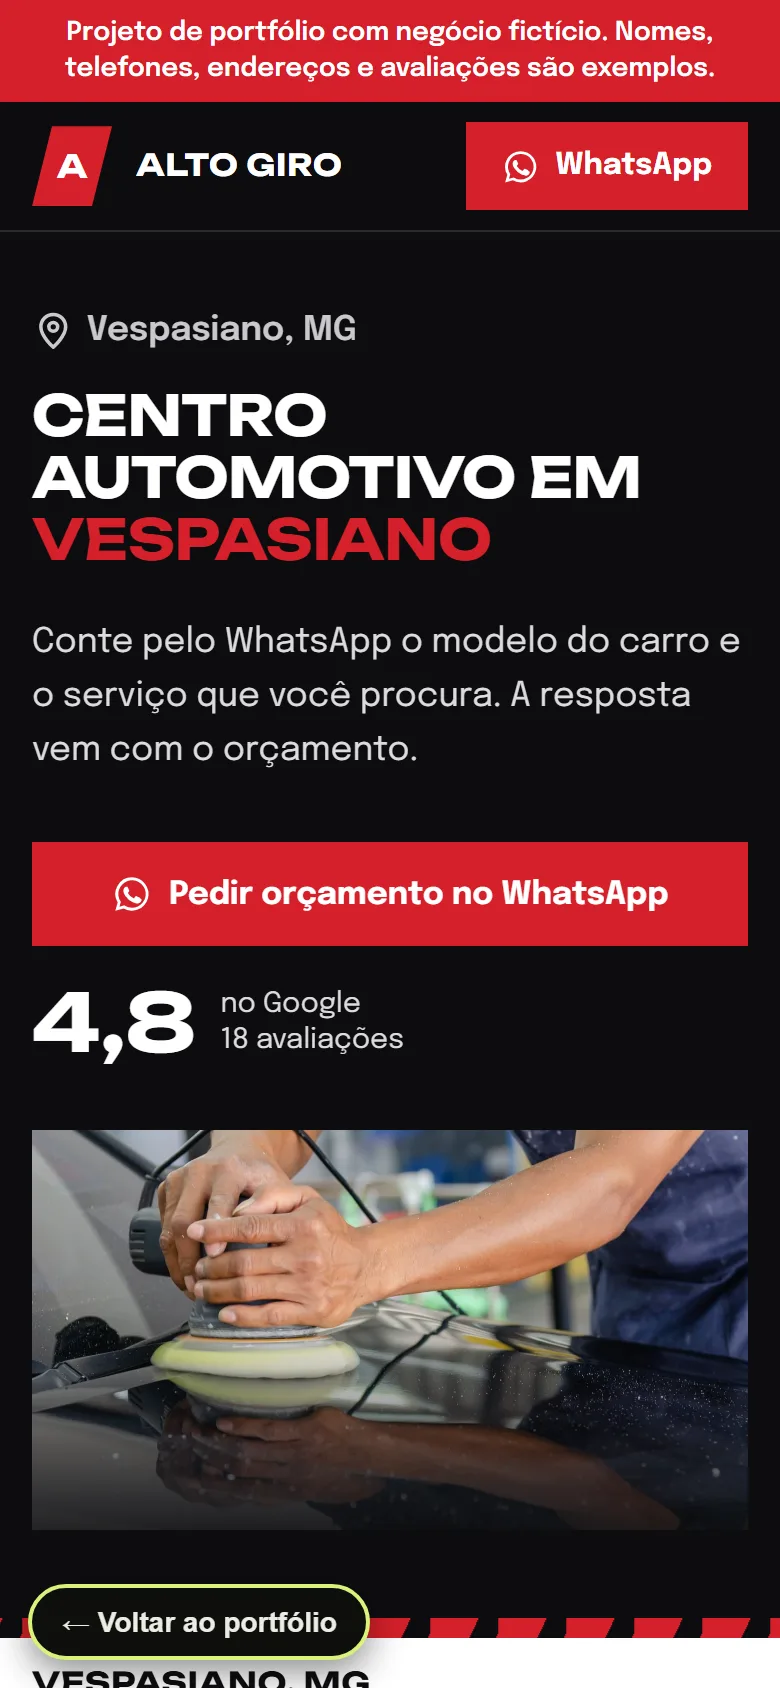 Projeto de portfólio com negócio fictício. Nomes,
telefones, endereços e avaliações são exemplos.
A ALTO GIRO
WhatsApp
Vespasiano, MG
CENTRO
AUTOMOTIVO EM
VESPASIANO
Conte pelo WhatsApp o modelo do carro e
o serviço que você procura. A resposta
vem com o orçamento.
Pedir orçamento no WhatsApp
4,8
no Google
18 avaliações
← Voltar ao portfólio
VESPASIANO, MG